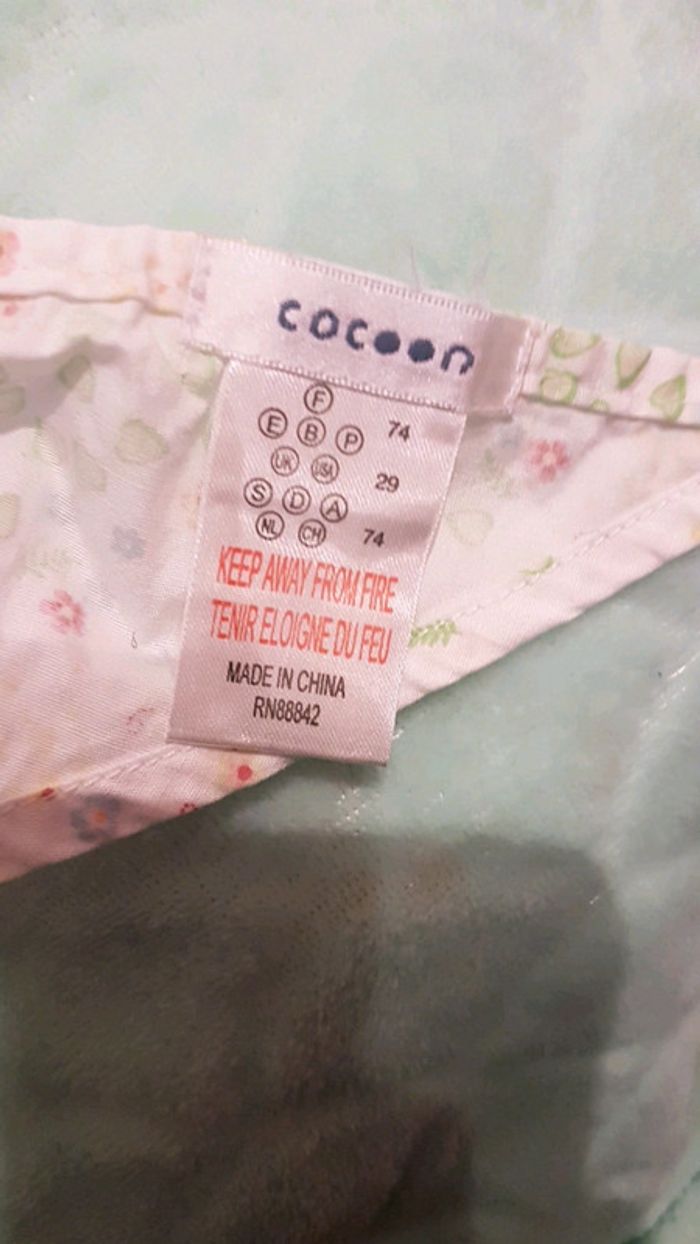 cocoon
F
E B P 74
UK USA 29
S D A
NL CH 74
KEEP AWAY FROM FIRE
TENIR ELOIGNE DU FEU
MADE IN CHINA
RN88842